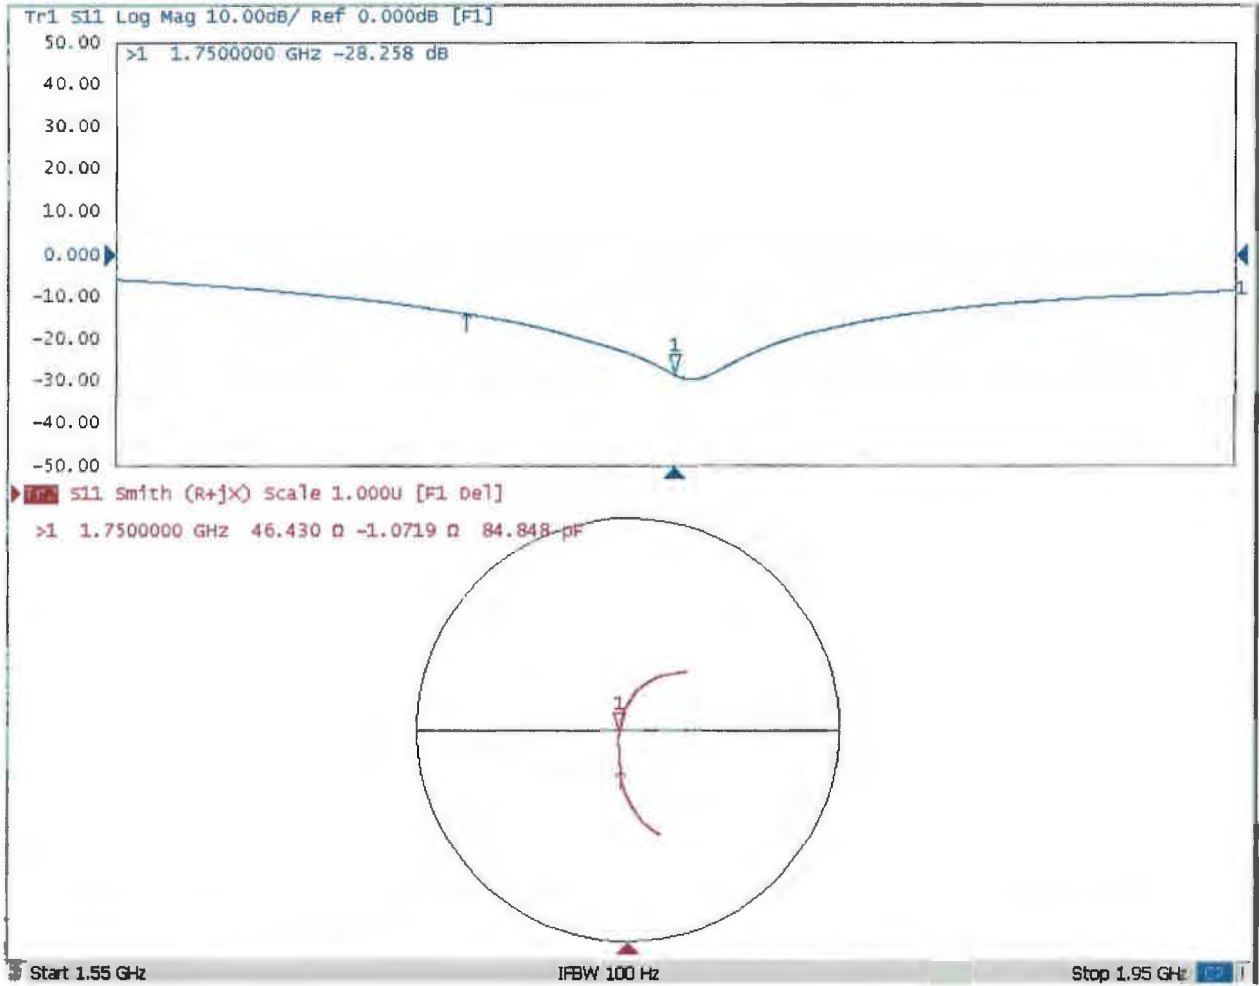 Tr1 S11 Log Mag 10.00dB/ Ref 0.000dB [F1]
50.00
>1 1.7500000 GHz -28.258 dB
40.00
30.00
20.00
10.00
0.000
-10.00
1
-20.00
1
-30.00
-40.00
-50.00
S11 Smith (R+jX) Scale 1.000U [F1 Del]
>1 1.7500000 GHz 46.430 Ω -1.0719 Ω 84.848 pF
1
Start 1.55 GHz
IFBW 100 Hz
Stop 1.95 GHz